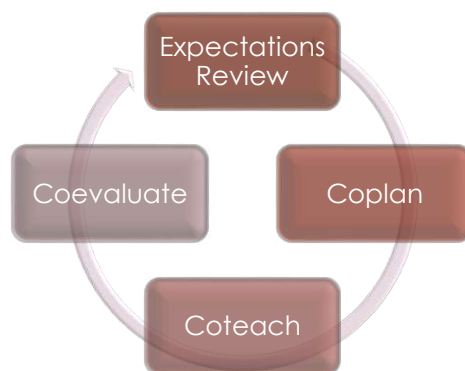 Expectations
Review
Coplan
Coteach
Coevaluate